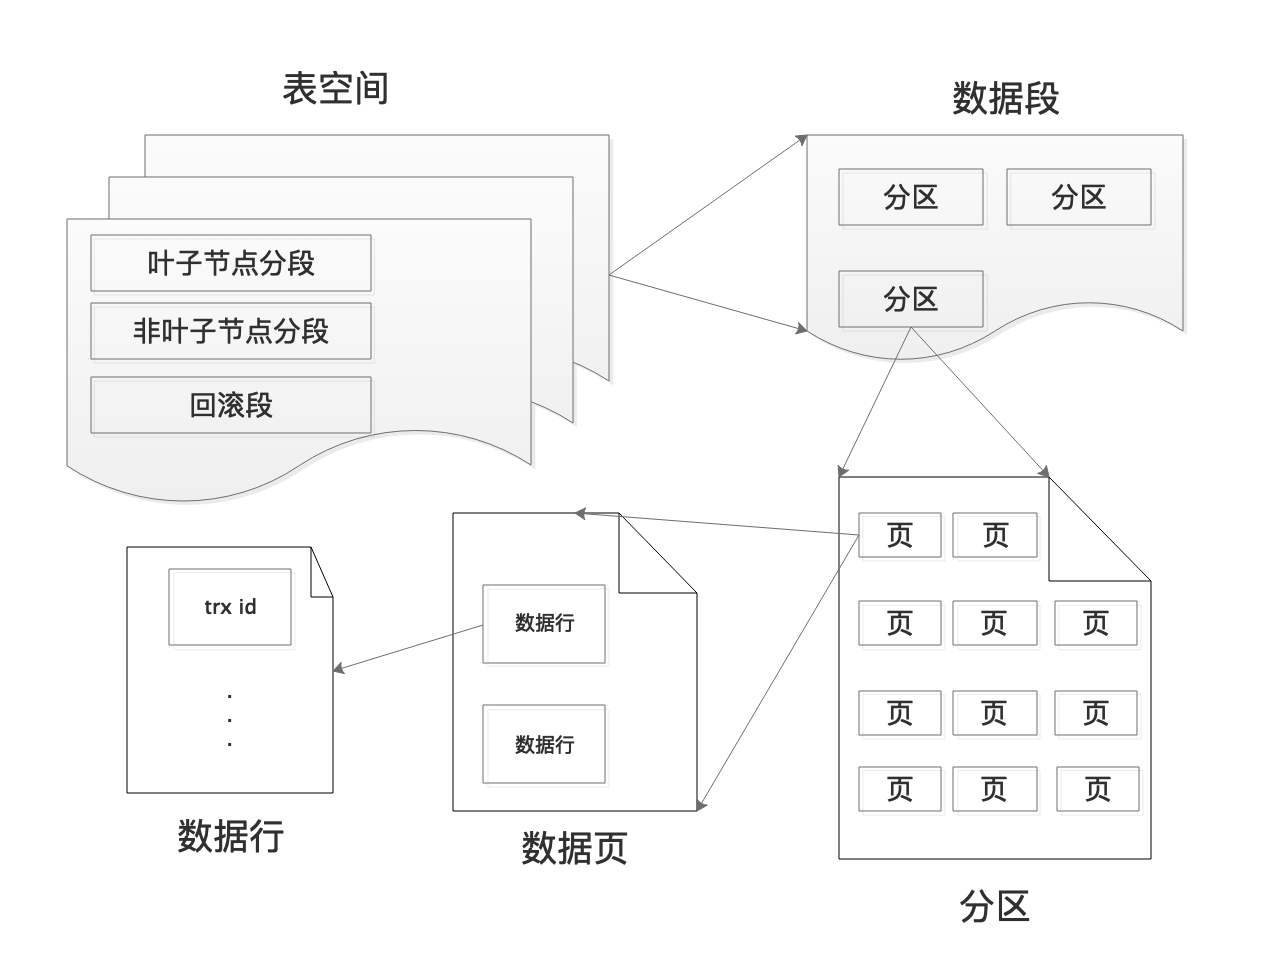 表空间
叶子节点分段
非叶子节点分段
回滚段
数据段
分区
分区
分区
页
页
页
页
页
页
页
页
页
页
页
分区
数据行
数据行
数据页
trx id
.
.
.
数据行